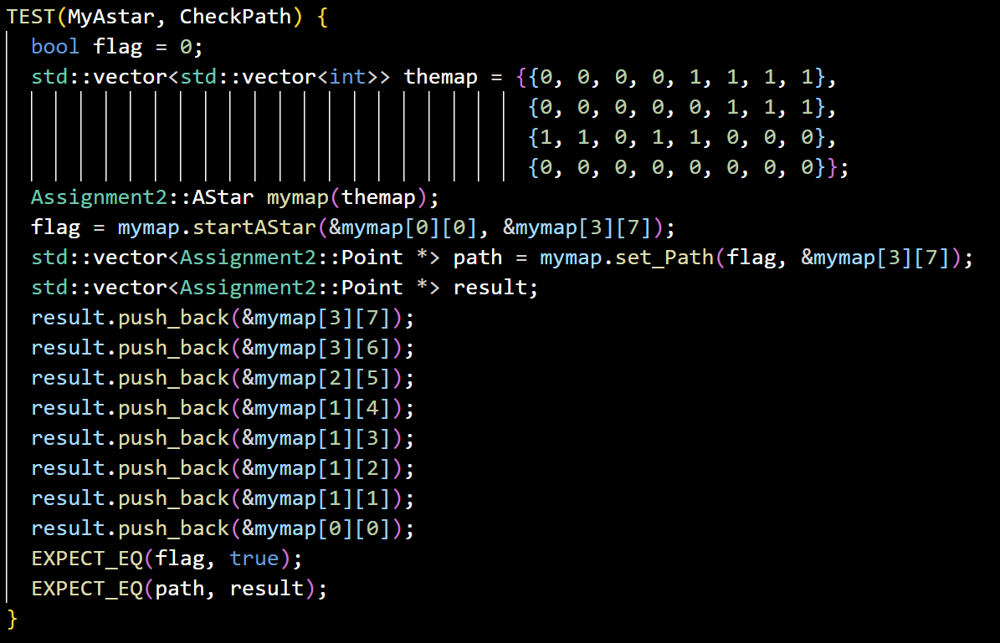 TEST(MyAstar, CheckPath) {
  bool flag = 0;
  std::vector<std::vector<int>> themap = {{0, 0, 0, 0, 1, 1, 1, 1},
                                          {0, 0, 0, 0, 0, 1, 1, 1},
                                          {1, 1, 0, 1, 1, 0, 0, 0},
                                          {0, 0, 0, 0, 0, 0, 0, 0}};
  Assignment2::AStar mymap(themap);
  flag = mymap.startAStar(&mymap[0][0], &mymap[3][7]);
  std::vector<Assignment2::Point *> path = mymap.set_Path(flag, &mymap[3][7]);
  std::vector<Assignment2::Point *> result;
  result.push_back(&mymap[3][7]);
  result.push_back(&mymap[3][6]);
  result.push_back(&mymap[2][5]);
  result.push_back(&mymap[1][4]);
  result.push_back(&mymap[1][3]);
  result.push_back(&mymap[1][2]);
  result.push_back(&mymap[1][1]);
  result.push_back(&mymap[0][0]);
  EXPECT_EQ(flag, true);
  EXPECT_EQ(path, result);
}